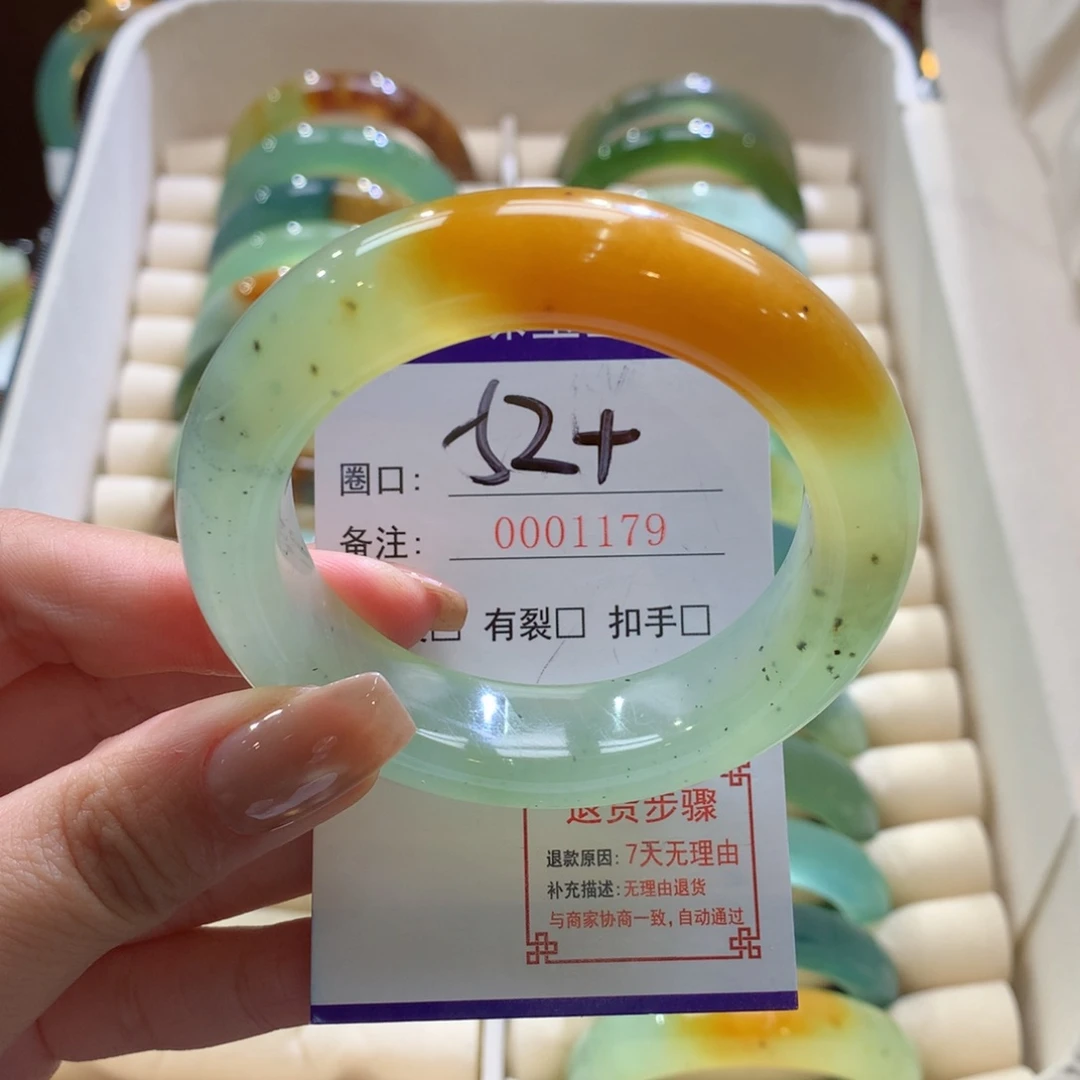 圈口: 52+
备注: 0001179
有裂□ 扣手□
退货步骤
退款原因: 7天无理由
补充描述: 无理由退货
与商家协商一致, 自动通过